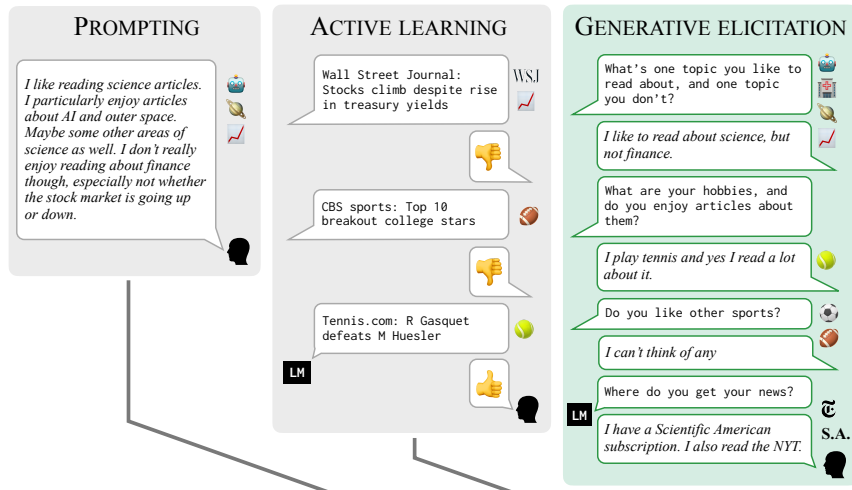 PROMPTING
I like reading science articles.
I particularly enjoy articles
about AI and outer space.
Maybe some other areas of
science as well. I don't really
enjoy reading about finance
though, especially not whether
the stock market is going up
or down.
ACTIVE LEARNING
Wall Street Journal:
Stocks climb despite rise
in treasury yields
WSJ
CBS sports: Top 10
breakout college stars
Tennis.com: R Gasquet
defeats M Huesler
LM
GENERATIVE ELICITATION
What's one topic you like to
read about, and one topic
you don't?
I like to read about science, but
not finance.
What are your hobbies, and
do you enjoy articles about
them?
I play tennis and yes I read a lot
about it.
Do you like other sports?
I can't think of any
Where do you get your news?
LM
I have a Scientific American
subscription. I also read the NYT.
T
S.A.